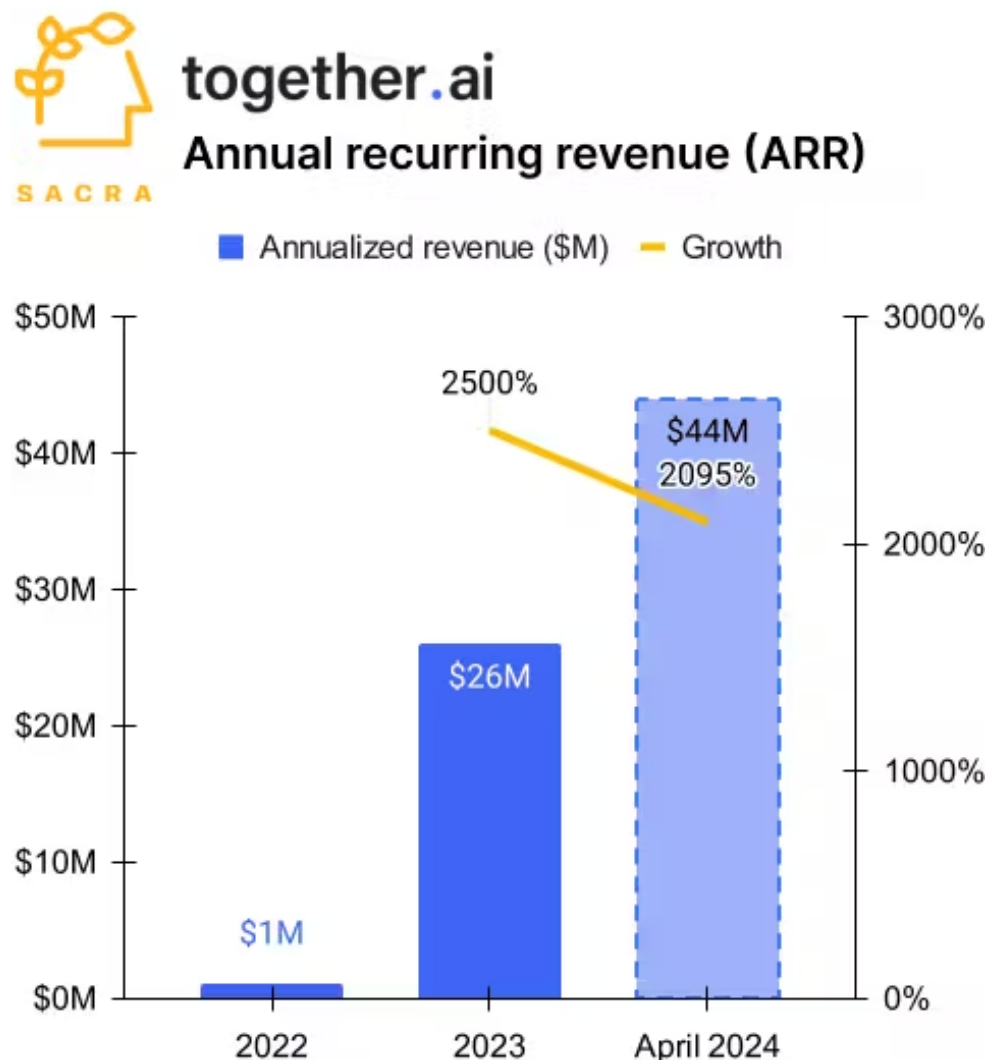 SACRA
together.ai
Annual recurring revenue (ARR)
Annualized revenue ($M) Growth
$50M
$40M
$30M
$20M
$10M
$0M
3000%
2000%
1000%
0%
2500%
$44M
2095%
$26M
$1M
2022 2023 April 2024